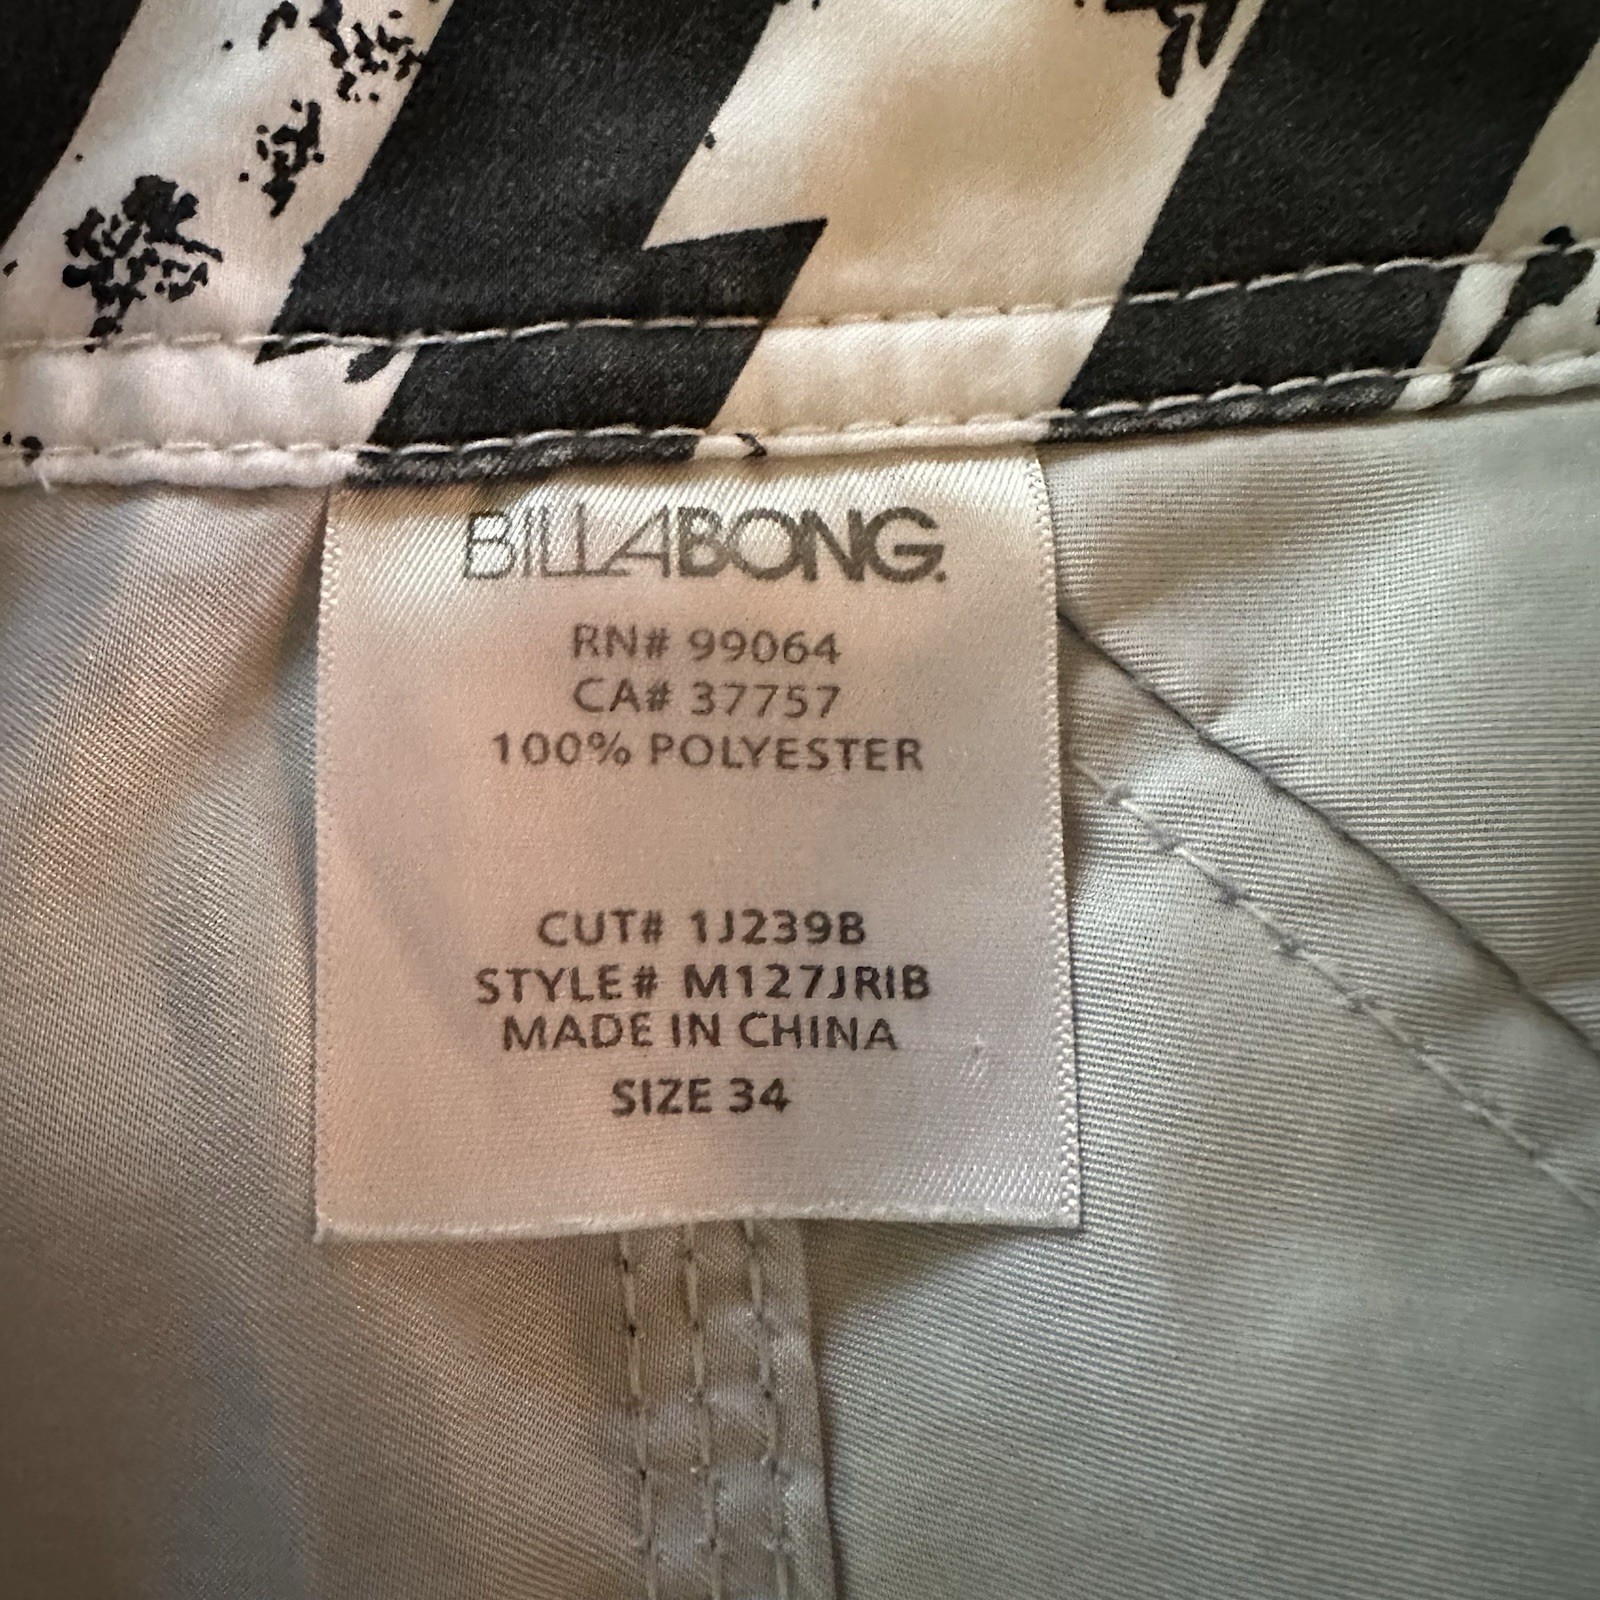 BILLABONG.
RN# 99064
CA# 37757
100% POLYESTER
CUT# 1J239B
STYLE# M127JRIB
MADE IN CHINA
SIZE 34